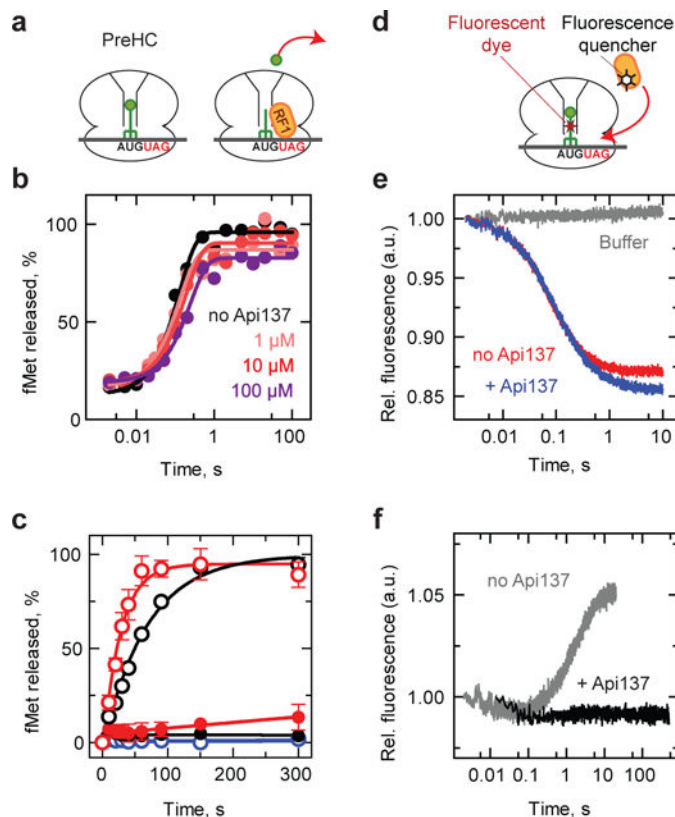 a
PreHC
RF1
AUGUAG
AUGUAG
d
Fluorescent
dye
Fluorescence
quencher
AUGUAG
b
fMet released, %
100
50
0
no Api137
1 µM
10 µM
100 µM
0.01
1
100
Time, s
e
Rel. fluorescence (a.u.)
1.00
0.95
0.90
0.85
Buffer
no Api137
+ Api137
0.001
0.01
0.1
1
10
Time, s
c
fMet released, %
100
50
0
0
100
200
300
Time, s
f
Rel. fluorescence (a.u.)
1.05
1.00
no Api137
+ Api137
0.01
0.1
1
10
100
Time, s